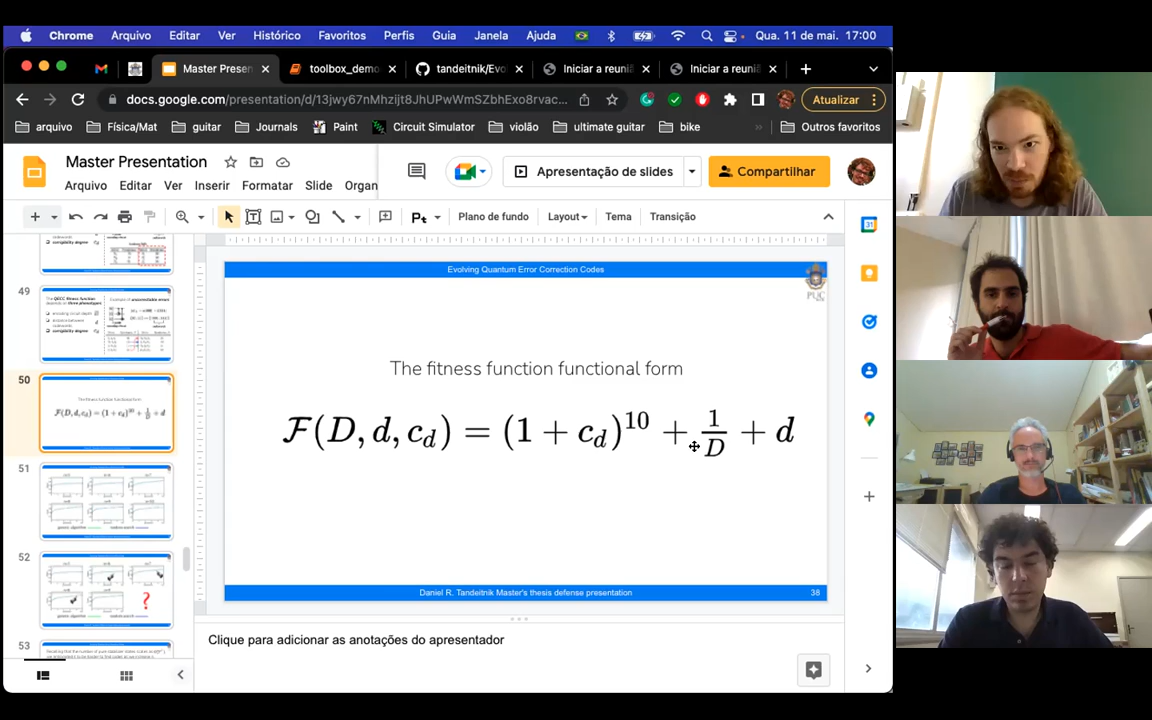 Chrome Arquivo Editar Ver Histórico Favoritos Perfis Guia Janela Ajuda Qua. 11 de mai. 17:00
Master Presen toolbox_demo tandeitnik/Evo Iniciar a reuni Iniciar a reuni
docs.google.com/presentation/d/13jwy67nMhzijt8JhUPwWmSZbhExo8rvac... Atualizar
arquivo Física/Mat guitar Journals Paint Circuit Simulator violão ultimate guitar bike » Outros favoritos
Master Presentation
Apresentação de slides Compartilhar
Arquivo Editar Ver Inserir Formatar Slide Organ
Plano de fundo Layout Tema Transição
49
50
51
52
53
Evolving Quantum Error Correction Codes
PUC
The fitness function functional form
F(D, d, c_d) = (1 + c_d)^10 + 1/D + d
Daniel R. Tandeitnik Master's thesis defense presentation 38
Clique para adicionar as anotações do apresentador